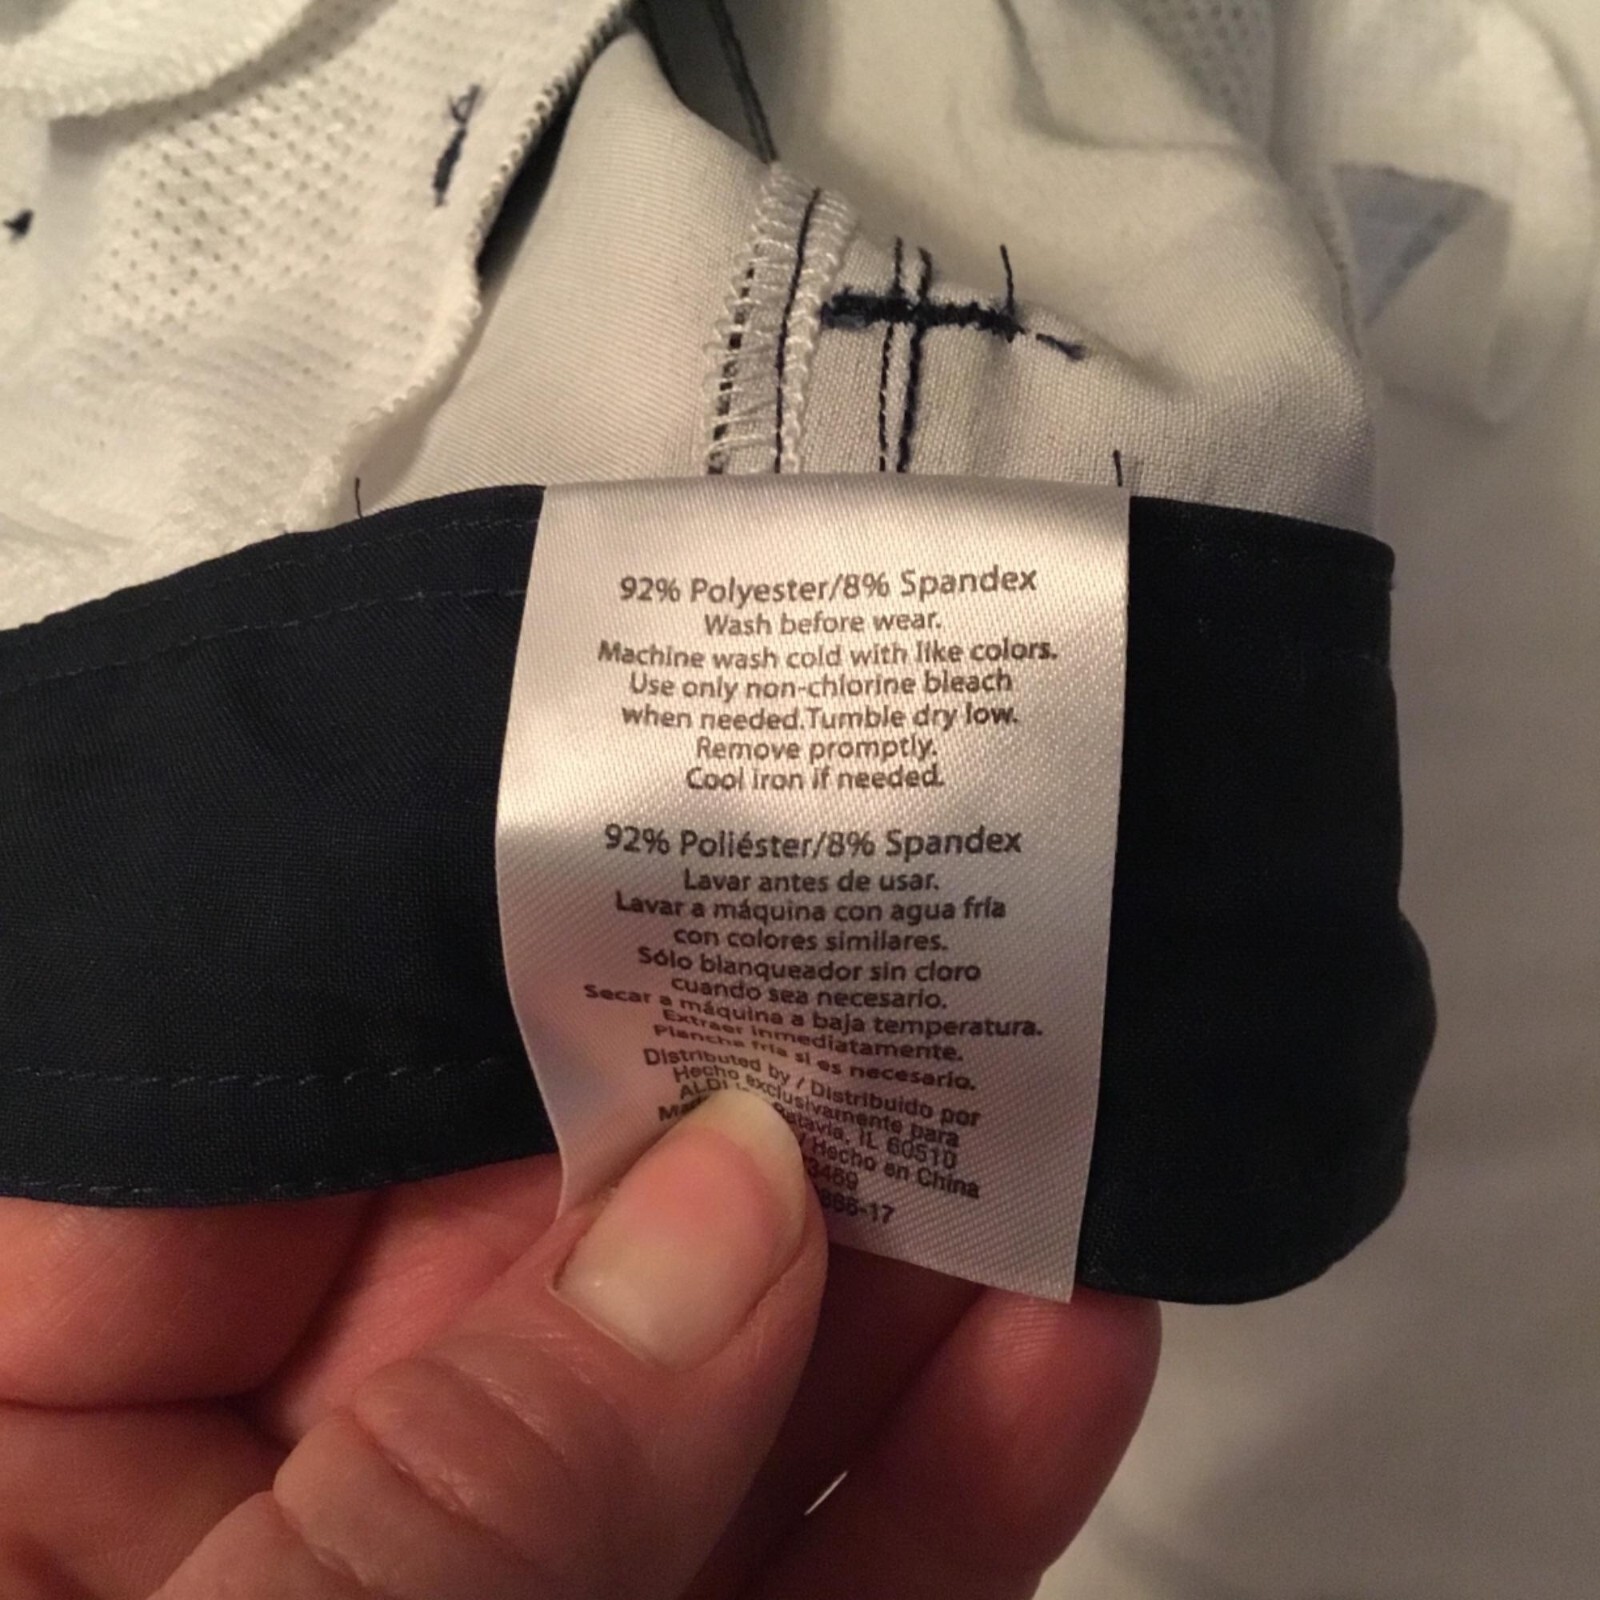 92% Polyester/8% Spandex
Wash before wear.
Machine wash cold with like colors.
Use only non-chlorine bleach
when needed.Tumble dry low.
Remove promptly.
Cool iron if needed.
92% Poliéster/8% Spandex
Lavar antes de usar.
Lavar a máquina con agua fría
con colores similares.
Sólo blanqueador sin cloro
cuando sea necesario.
Secar a máquina a baja temperatura.
Extraer inmediatamente.
Plancha fría si es necesario.
Distributed by / Distribuido por
Hecho exclusivamente para
ALDI Batavia, IL 60510
/ Hecho en China